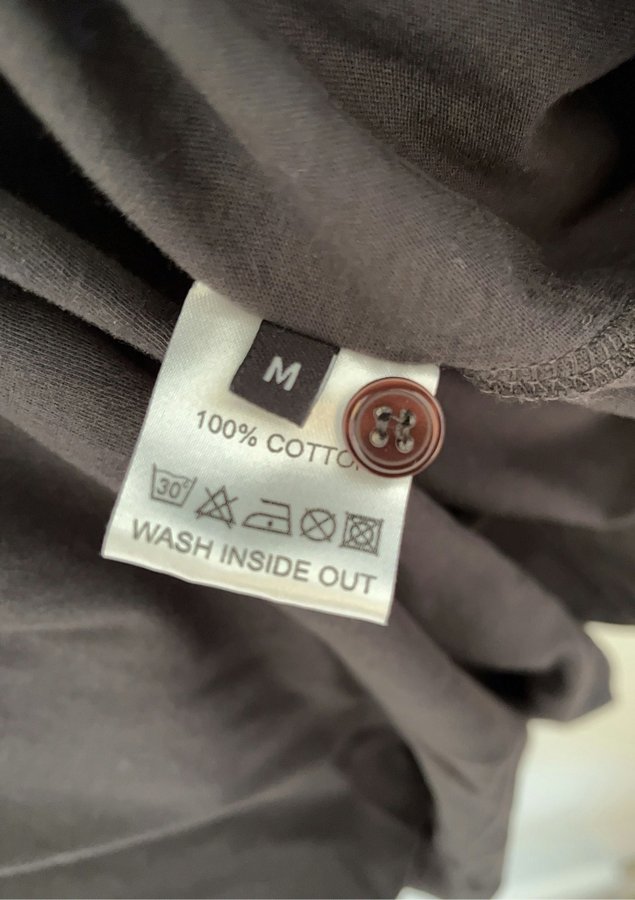 M
100% COTTO
30°
WASH INSIDE OUT